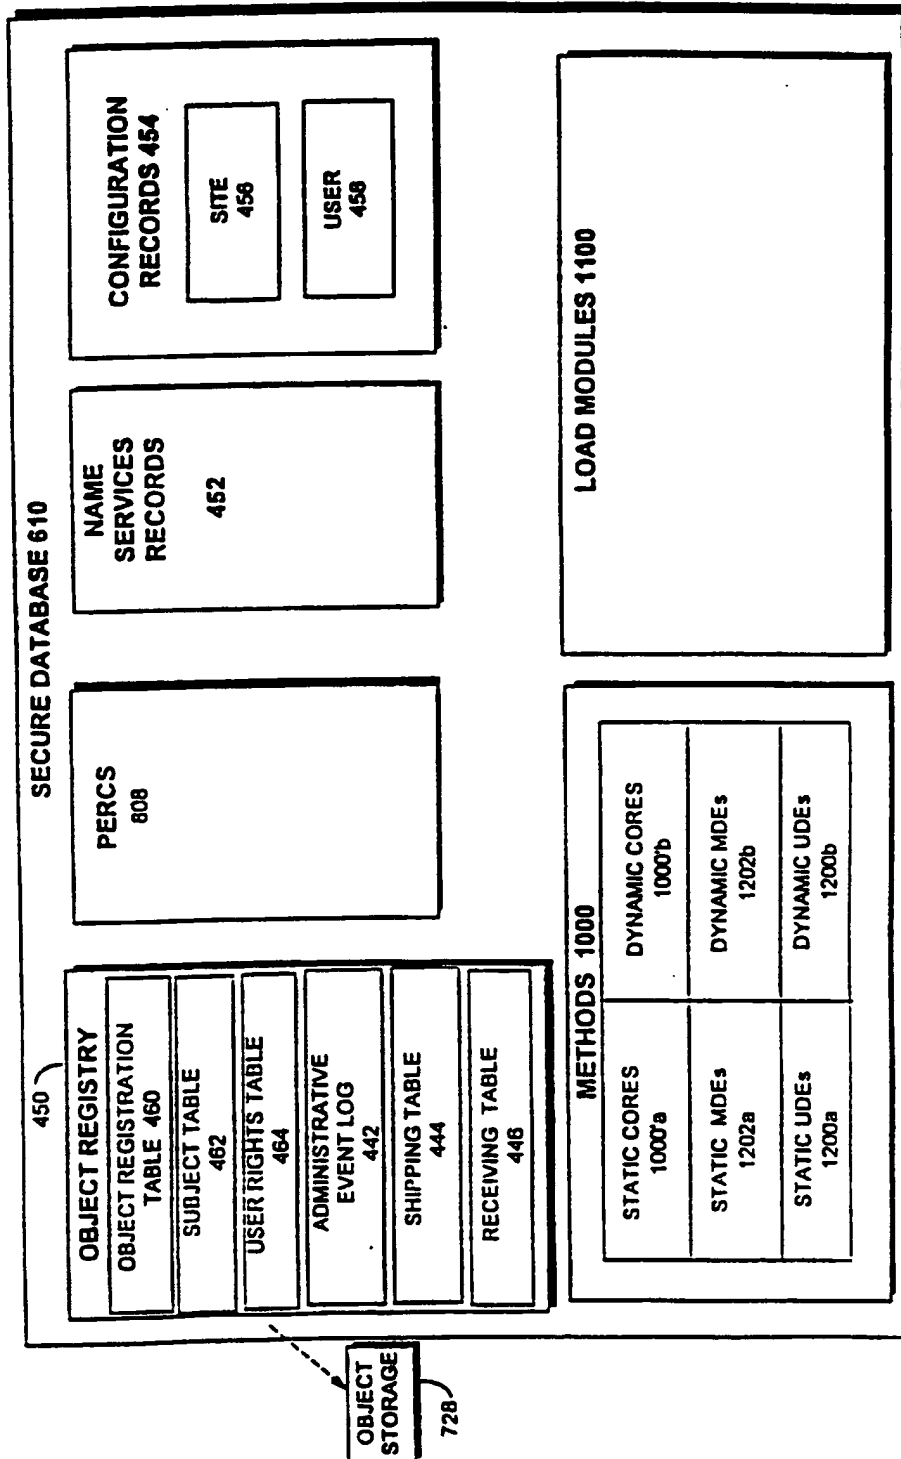 SECURE DATABASE 610
450
OBJECT REGISTRY
OBJECT REGISTRATION
TABLE 460
SUBJECT TABLE
462
USER RIGHTS TABLE
464
ADMINISTRATIVE
EVENT LOG
442
SHIPPING TABLE
444
RECEIVING TABLE
446
PERCS
808
NAME
SERVICES
RECORDS
452
CONFIGURATION
RECORDS 454
SITE
456
USER
458
OBJECT
STORAGE
728
METHODS 1000
STATIC CORES
1000'a
DYNAMIC CORES
1000'b
STATIC MDEs
1202a
DYNAMIC MDEs
1202b
STATIC UDEs
1200a
DYNAMIC UDEs
1200b
LOAD MODULES 1100